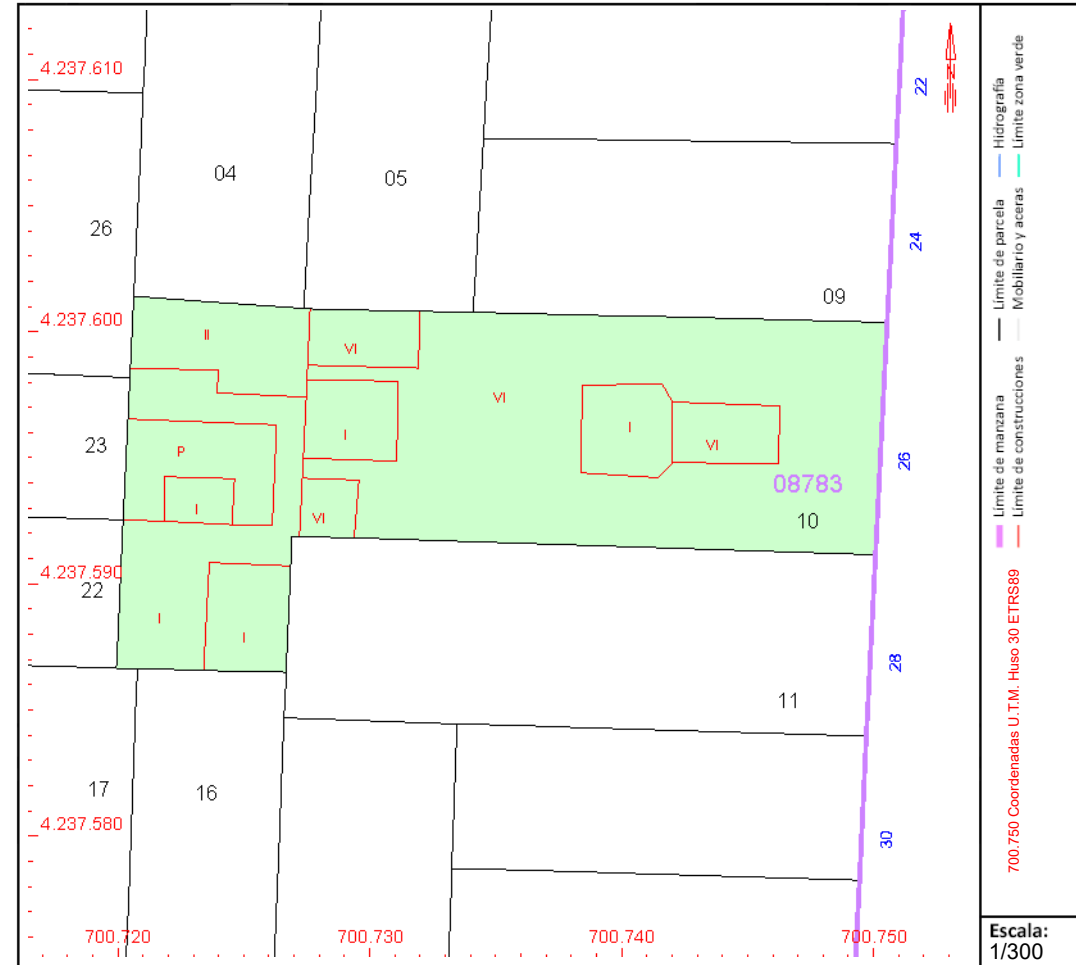 4.237.610
22
04
05
26
24
09
4.237.600
II
VI
VI
I
I
VI
23
P
26
08783
I
VI
10
4.237.590
22
I
I
28
11
17
16
4.237.580
30
700.720
700.730
700.740
700.750
N
Límite de manzana
Límite de parcela
Hidrografía
Límite de construcciones
Mobiliario y aceras
Límite zona verde
700.750 Coordenadas U.T.M. Huso 30 ETRS89
Escala:
1/300